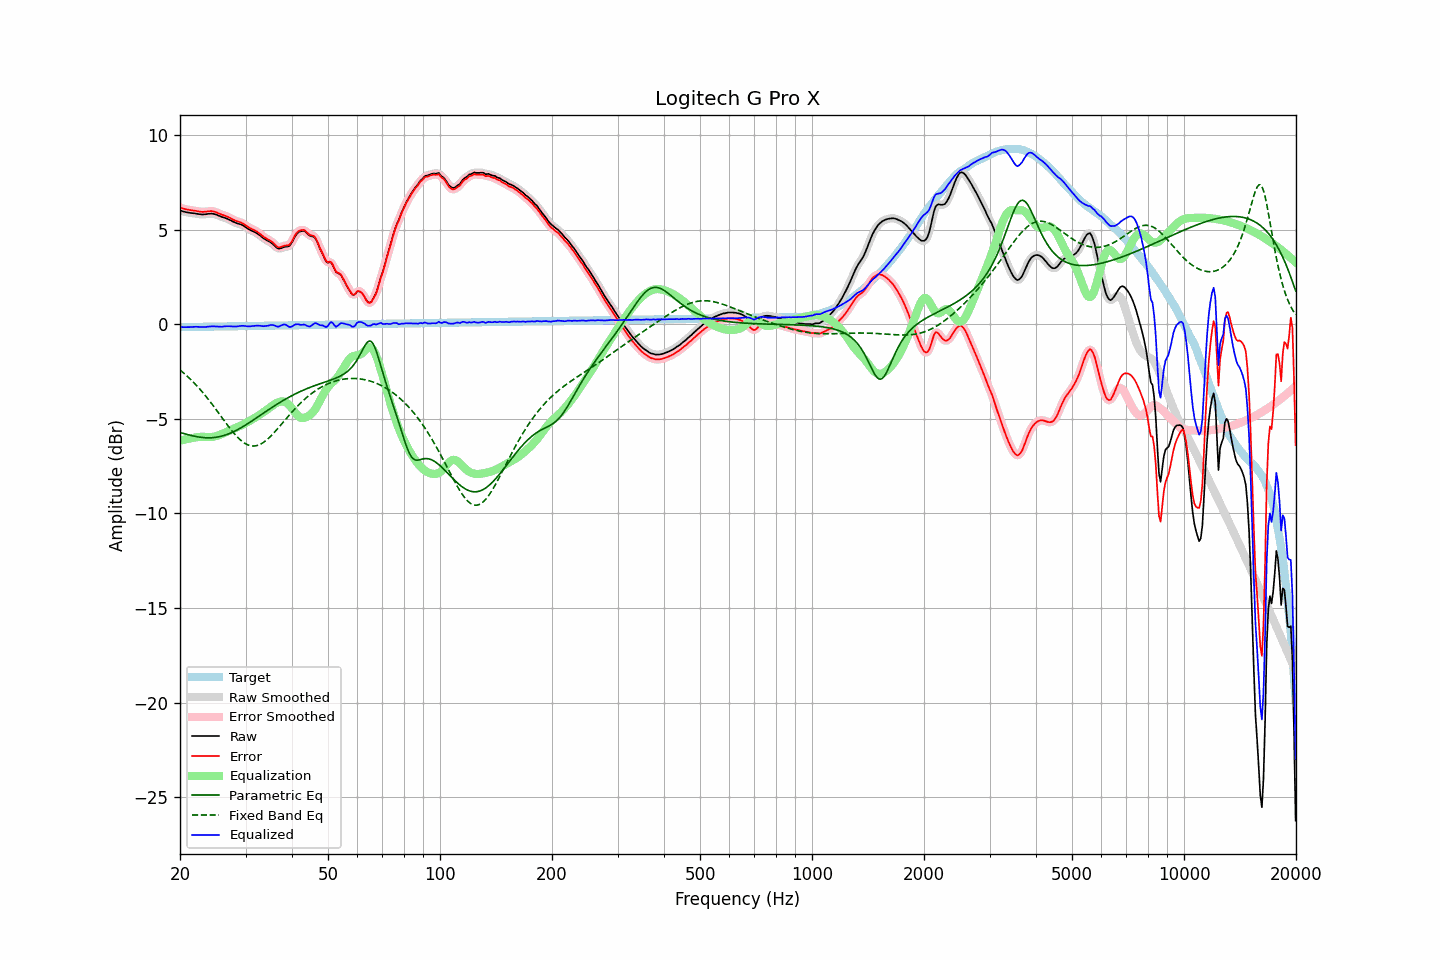 Logitech G Pro X
10
5
0
−5
−10
−15
−20
−25
Amplitude (dBr)
Target
Raw Smoothed
Error Smoothed
Raw
Error
Equalization
Parametric Eq
Fixed Band Eq
Equalized
20 50 100 200 500 1000 2000 5000 10000 20000
Frequency (Hz)